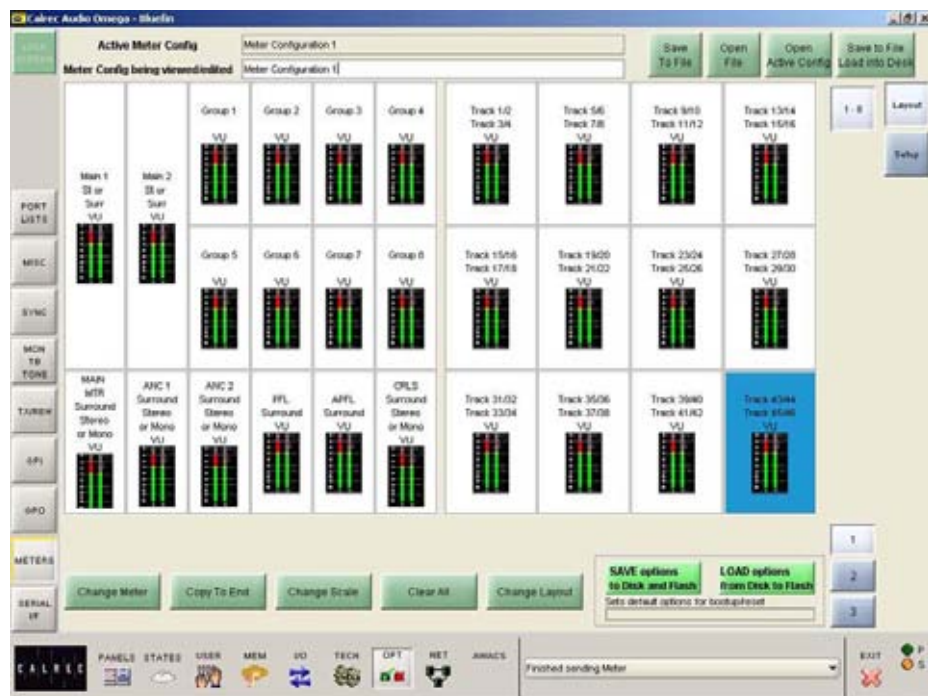 Calrec Audio Omega - Bluefin
Active Meter Config
Meter Configuration 1
Meter Config being viewed/edited
Meter Configuration 1
Save To File
Open File
Open Active Config
Save to File Load into Desk
1 - 8
Layout
Setup
PORT LISTS
MISC
SYNC
MON TB TONE
TX/REH
GPI
GPO
METERS
SERIAL I/F
Main 1
St or
Surr
VU
Main 2
St or
Surr
VU
Group 1
VU
Group 2
VU
Group 3
VU
Group 4
VU
Track 1/2
Track 3/4
VU
Track 5/6
Track 7/8
VU
Track 9/10
Track 11/12
VU
Track 13/14
Track 15/16
VU
Group 5
VU
Group 6
VU
Group 7
VU
Group 8
VU
Track 15/16
Track 17/18
VU
Track 19/20
Track 21/22
VU
Track 23/24
Track 25/26
VU
Track 27/28
Track 29/30
VU
MAIN
MTR
Surround
Stereo
or Mono
VU
ANC 1
Surround
Stereo
or Mono
VU
ANC 2
Surround
Stereo
or Mono
VU
PFL
Surround
VU
APFL
Surround
VU
CRLS
Surround
Stereo
or Mono
VU
Track 31/32
Track 33/34
VU
Track 35/36
Track 37/38
VU
Track 39/40
Track 41/42
VU
Track 43/44
Track 45/46
VU
1
2
3
Change Meter
Copy To End
Change Scale
Clear All
Change Layout
SAVE options
to Disk and Flash
LOAD options
from Disk to Flash
Sets default options for bootup/reset
CALREC
PANELS
STATES
USER
MEM
I/O
TECH
OPT
NET
AWACS
Finished sending Meter
EXIT
P
S